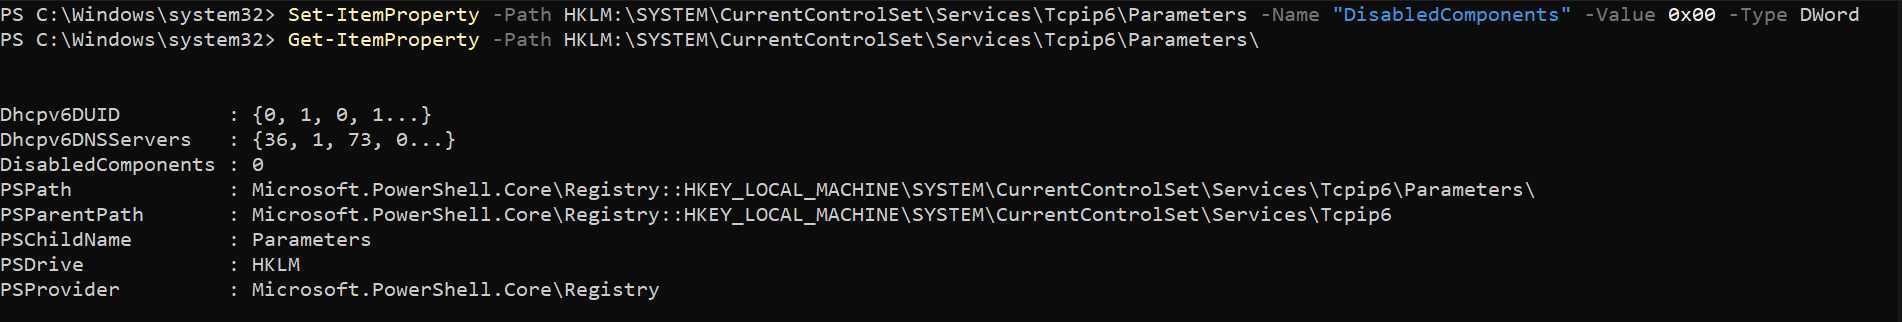 PS C:\Windows\system32> Set-ItemProperty -Path HKLM:\SYSTEM\CurrentControlSet\Services\Tcpip6\Parameters -Name "DisabledComponents" -Value 0x00 -Type DWord
PS C:\Windows\system32> Get-ItemProperty -Path HKLM:\SYSTEM\CurrentControlSet\Services\Tcpip6\Parameters\
Dhcpv6DUID         : {0, 1, 0, 1...}
Dhcpv6DNSServers   : {36, 1, 73, 0...}
DisabledComponents : 0
PSPath             : Microsoft.PowerShell.Core\Registry::HKEY_LOCAL_MACHINE\SYSTEM\CurrentControlSet\Services\Tcpip6\Parameters\
PSParentPath       : Microsoft.PowerShell.Core\Registry::HKEY_LOCAL_MACHINE\SYSTEM\CurrentControlSet\Services\Tcpip6
PSChildName        : Parameters
PSDrive            : HKLM
PSProvider         : Microsoft.PowerShell.Core\Registry